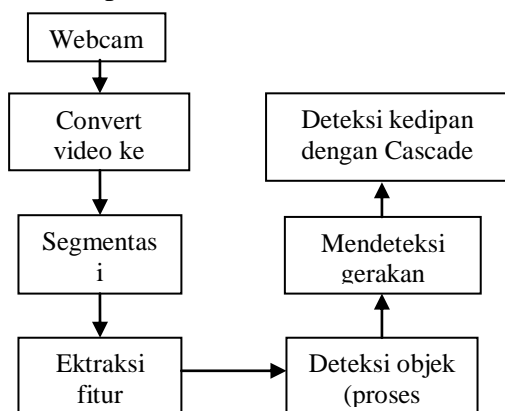 Webcam
Convert
video ke
Segmentas
i
Ektraksi
fitur
Deteksi objek
(proses
Mendeteksi
gerakan
Deteksi kedipan
dengan Cascade